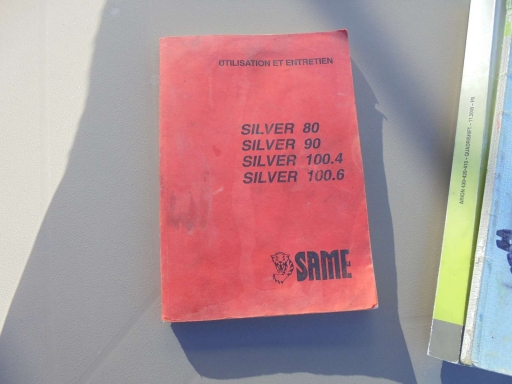 UTILISATION ET ENTRETIEN
SILVER 80
SILVER 90
SILVER 100.4
SILVER 100.6
SAME